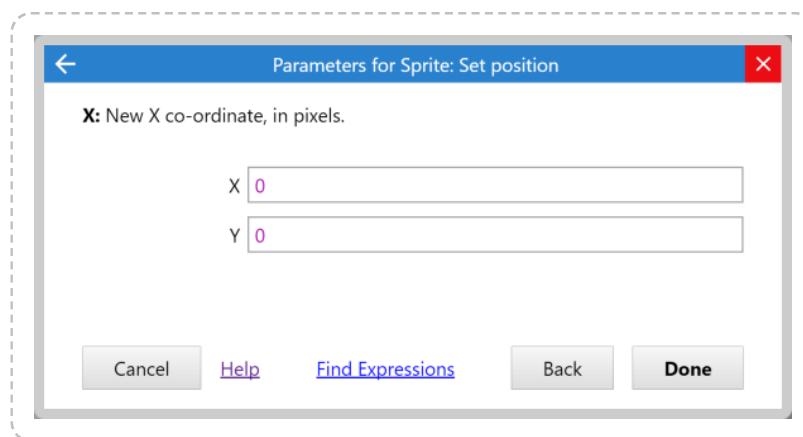 Parameters for Sprite: Set position
X: New X co-ordinate, in pixels.
X 0
Y 0
Cancel Help Find Expressions Back Done